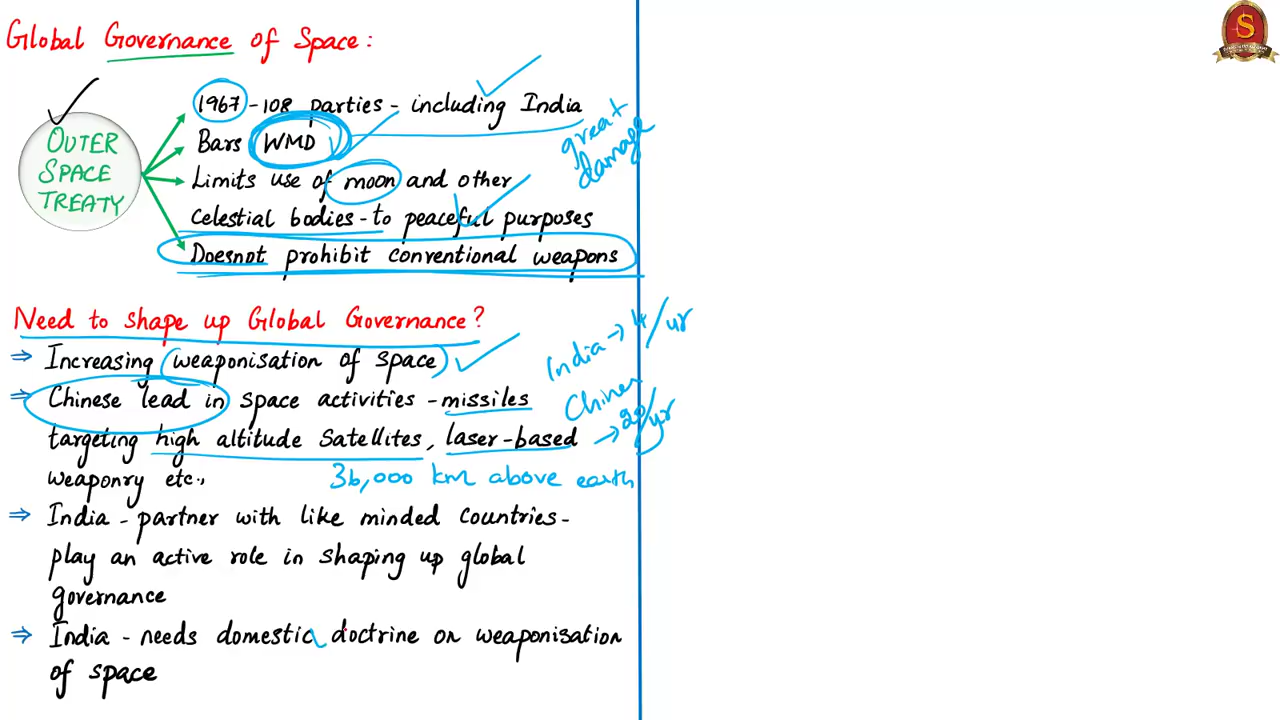 Global Governance of Space:
OUTER
SPACE
TREATY
1967 - 108 parties - including India
Bars WMD
great
damage
Limits use of moon and other
celestial bodies - to peaceful purposes
Doesnot prohibit conventional weapons
Need to shape up Global Governance?
⇒ Increasing (weaponisation of space)
India → 4/yr
⇒ Chinese lead in space activities - missiles
targeting high altitude Satellites, laser-based
→ 20/yr
weaponry etc.,
36,000 km above earth
⇒ India - partner with like minded countries -
play an active role in shaping up global
governance
⇒ India - needs domestic doctrine on weaponisation
of space
S